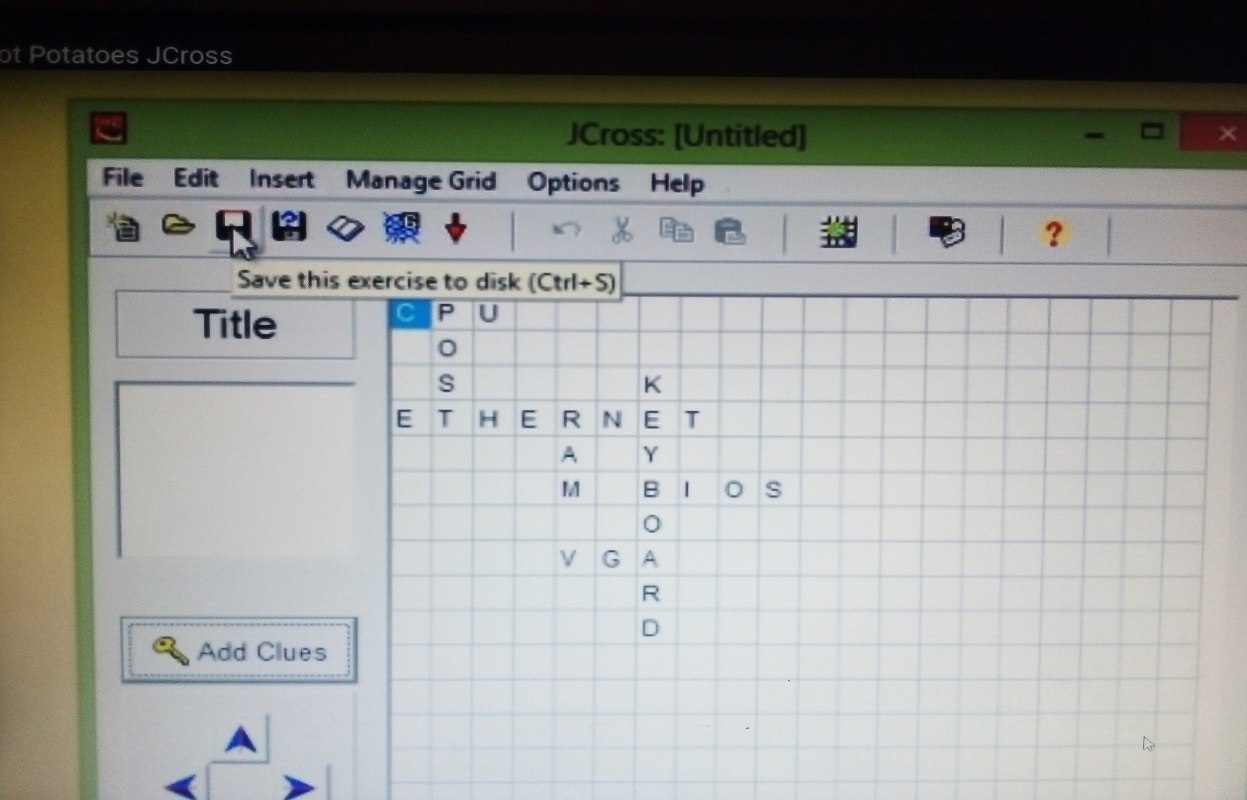 ot Potatoes JCross
JCross: [Untitled]
File Edit Insert Manage Grid Options Help
Save this exercise to disk (Ctrl+S)
Title
C P U
O
S K
E T H E R N E T
A Y
M B I O S
O
V G A
R
D
Add Clues